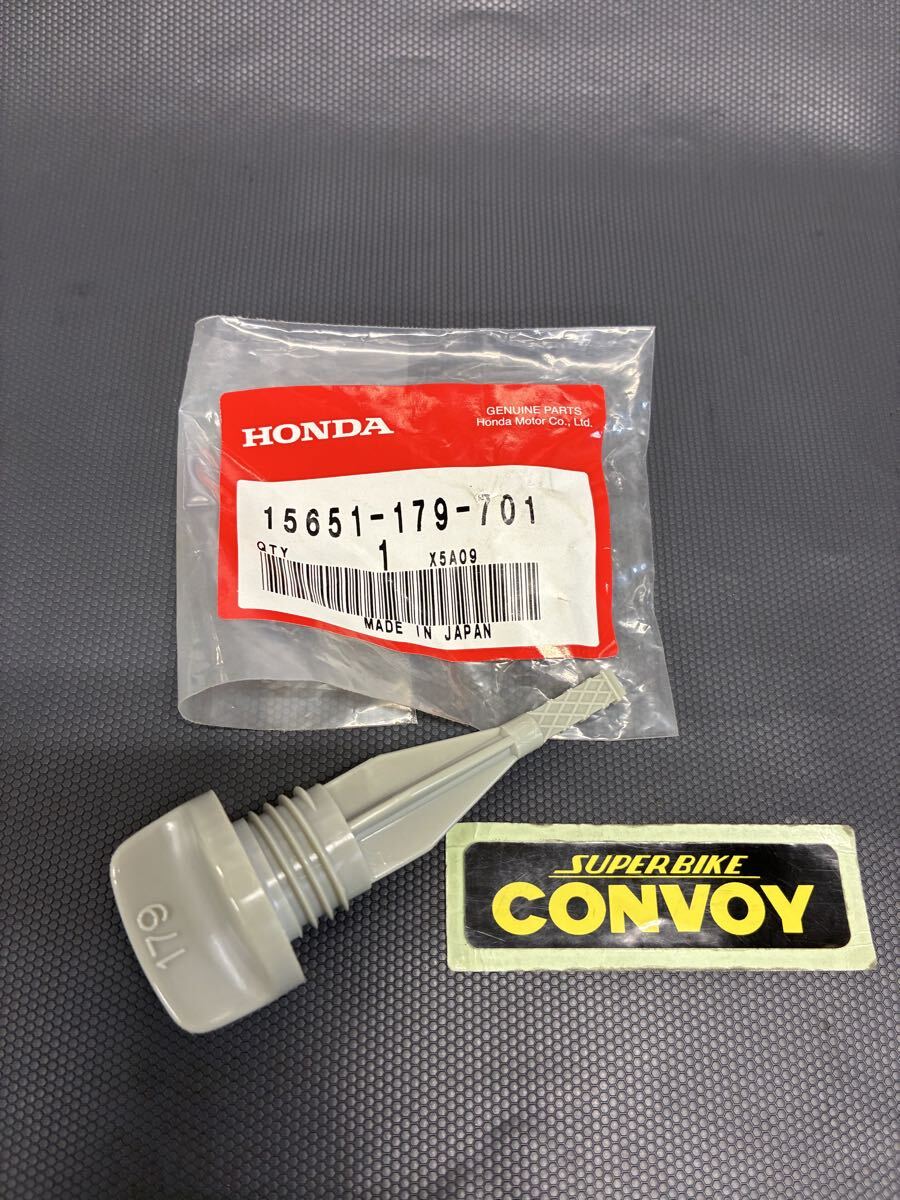 HONDA
GENUINE PARTS
Honda Motor Co., Ltd.
15651-179-701
QTY 1 X5A09
MADE IN JAPAN
179
SUPERBIKE
CONVOY